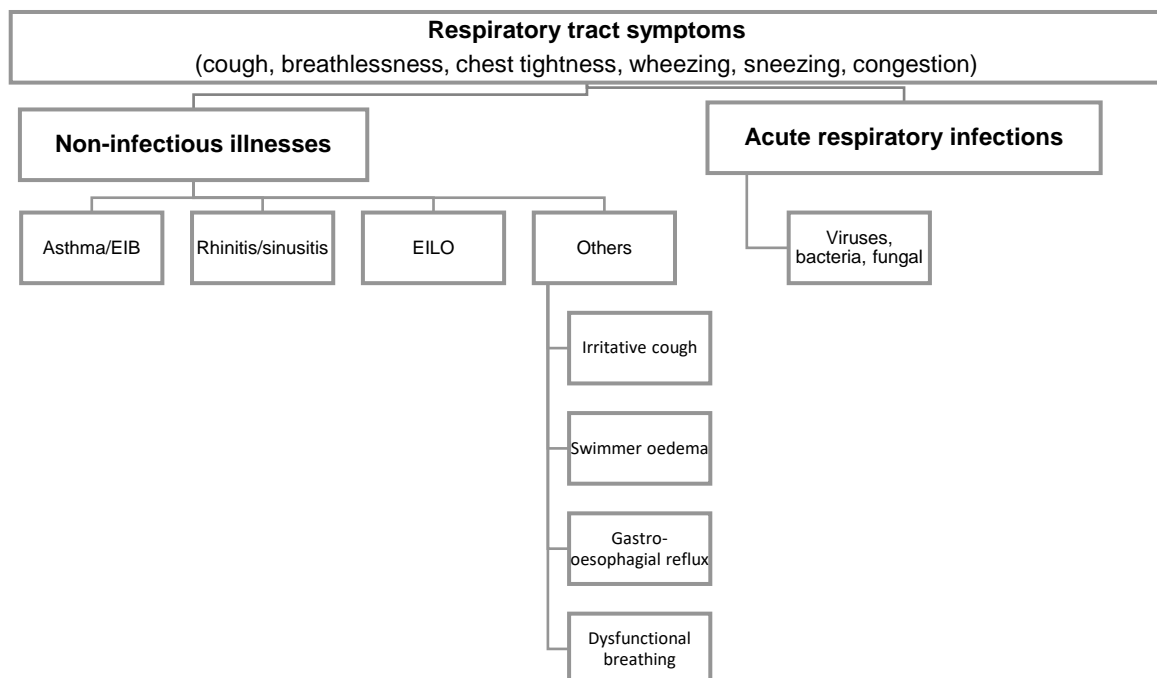 Respiratory tract symptoms
(cough, breathlessness, chest tightness, wheezing, sneezing, congestion)
Non-infectious illnesses
Acute respiratory infections
Asthma/EIB
Rhinitis/sinusitis
EILO
Others
Viruses,
bacteria, fungal
Irritative cough
Swimmer oedema
Gastro-
oesophagial reflux
Dysfunctional
breathing